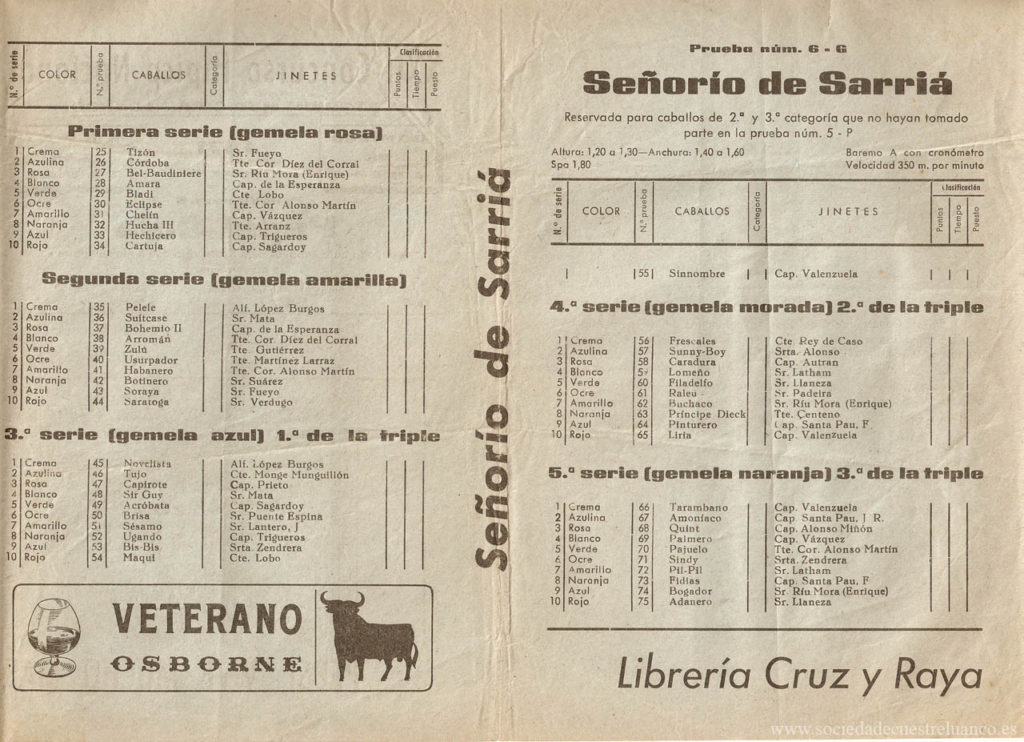 N.º de serie COLOR N.º prueba CABALLOS Categoría JINETES Clasificación Puntos Tiempo Puesto
Primera serie (gemela rosa)
1 Crema 25 Tizón Sr. Fueyo
2 Azulina 26 Córdoba Tte. Cor Díez del Corral
3 Rosa 27 Bel-Baudiniere Sr. Ríu Mora (Enrique)
4 Blanco 28 Amara Cap. de la Esperanza
5 Verde 29 Bladi Cte. Lobo
6 Ocre 30 Eclipse Tte. Cor Alonso Martín
7 Amarillo 31 Chelín Cap. Vázquez
8 Naranja 32 Hucha III Tte. Arranz
9 Azul 33 Hechicero Cap. Trigueros
10 Rojo 34 Cartuja Cap. Sagardoy
Segunda serie (gemela amarilla)
1 Crema 35 Pelele Alf. López Burgos
2 Azulina 36 Suitcase Sr. Mata
3 Rosa 37 Bohemio II Cap. de la Esperanza
4 Blanco 38 Arromán Tte. Cor. Díez del Corral
5 Verde 39 Zulú Tte. Gutiérrez
6 Ocre 40 Usurpador Tte. Martínez Larraz
7 Amarillo 41 Habanero Tte. Cor. Alonso Martín
8 Naranja 42 Botinero Sr. Suárez
9 Azul 43 Soraya Sr. Fueyo
10 Rojo 44 Saratoga Sr. Verdugo
3.ª serie (gemela azul) 1.ª de la triple
1 Crema 45 Novelista Alf. López Burgos
2 Azulina 46 Tujo Cte. Monge Munguillón
3 Rosa 47 Capirote Cap. Prieto
4 Blanco 48 Sir Guy Sr. Mata
5 Verde 49 Acróbata Cap. Sagardoy
6 Ocre 50 Brisa Sr. Puente Espina
7 Amarillo 51 Sésamo Sr. Lantero, J
8 Naranja 52 Ugando Cap. Trigueros
9 Azul 53 Bis-Bis Srta. Zendrera
10 Rojo 54 Maqui Cte. Lobo
VETERANO
OSBORNE
Señorío de Sarriá
Prueba núm. 6 - G
Señorío de Sarriá
Reservada para caballos de 2.ª y 3.ª categoría que no hayan tomado
parte en la prueba núm. 5 - P
Altura: 1,20 a 1,30—Anchura: 1,40 a 1,60 Baremo A con cronómetro
Spa 1,80 Velocidad 350 m. por minuto
N.º de serie COLOR N.º prueba CABALLOS Categoría JINETES Clasificación Puntos Tiempo Puesto
55 Sinnombre Cap. Valenzuela
4.ª serie (gemela morada) 2.ª de la triple
1 Crema 56 Frescales Cte. Rey de Caso
2 Azulina 57 Sunny-Boy Srta. Alonso
3 Rosa 58 Caradura Cap. Autran
4 Blanco 59 Lomeño Sr. Latham
5 Verde 60 Filadelfo Sr. Llaneza
6 Ocre 61 Raleu - Sr. Padeira
7 Amarillo 62 Buchaco Sr. Ríu Mora (Enrique)
8 Naranja 63 Príncipe Dieck Tte. Centeno
9 Azul 64 Pinturero Cap. Santa Pau, F.
10 Rojo 65 Liria Cap. Valenzuela
5.ª serie (gemela naranja) 3.ª de la triple
1 Crema 66 Tarambano Cap. Valenzuela
2 Azulina 67 Amoníaco Cap. Santa Pau, J R.
3 Rosa 68 Quint Cap. Alonso Miñón
4 Blanco 69 Palmero Cap. Vázquez
5 Verde 70 Pajuelo Tte. Cor. Alonso Martín
6 Ocre 71 Sindy Srta. Zendrera
7 Amarillo 72 Pil-Pil Sr. Latham
8 Naranja 73 Fidias Cap. Santa Pau, F
9 Azul 74 Bogador Sr. Ríu Mora (Enrique)
10 Rojo 75 Adanero Sr. Llaneza
Librería Cruz y Raya
www.sociedadecuestreluanco.es